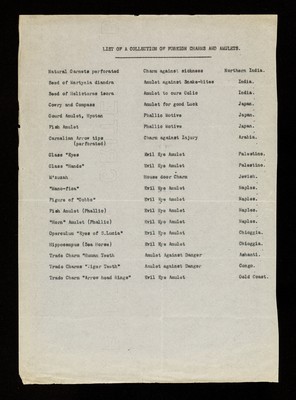 LIST OF A COLLECTION OF FOREIGN CHARMS AND AMULETS.
Natural Garnets perforated Charm against sickness Northern India.
Seed of Martynia diandra Amulet against Snake-bites India.
Seed of Helicteres Isora Amulet to cure Colic India.
Cowry and Compass Amulet for good Luck Japan.
Gourd Amulet, Hyotan Phallic Motive Japan.
Fish Amulet Phallic Motive Japan.
Carnelian Arrow tips Charm against Injury Arabia.
(perforated)
Glass "Eyes Evil Eye Amulet Palestine.
Glass "Hands" Evil Eye Amulet Palestine.
M'zuzah House door Charm Jewish.
"Mano-fica" Evil Eye Amulet Naples.
Figure of "Gobbo" Evil Eye Amulet Naples.
Fish Amulet (Phallic) Evil Eye Amulet Naples.
"Horn" Amulet (Phallic) Evil Eye Amulet Naples.
Operculum "Eyes of S.Lucia" Evil Eye Amulet Chioggia.
Hippocampus (Sea Horse) Evil Eye Amulet Chioggia.
Trade Charm "Human Tooth Amulet Against Danger Ashanti.
Trade Charms "Tiger Tooth" Amulet against Danger Congo.
Trade Charm "Arrow head Rings" Evil Eye Amulet Gold Coast.